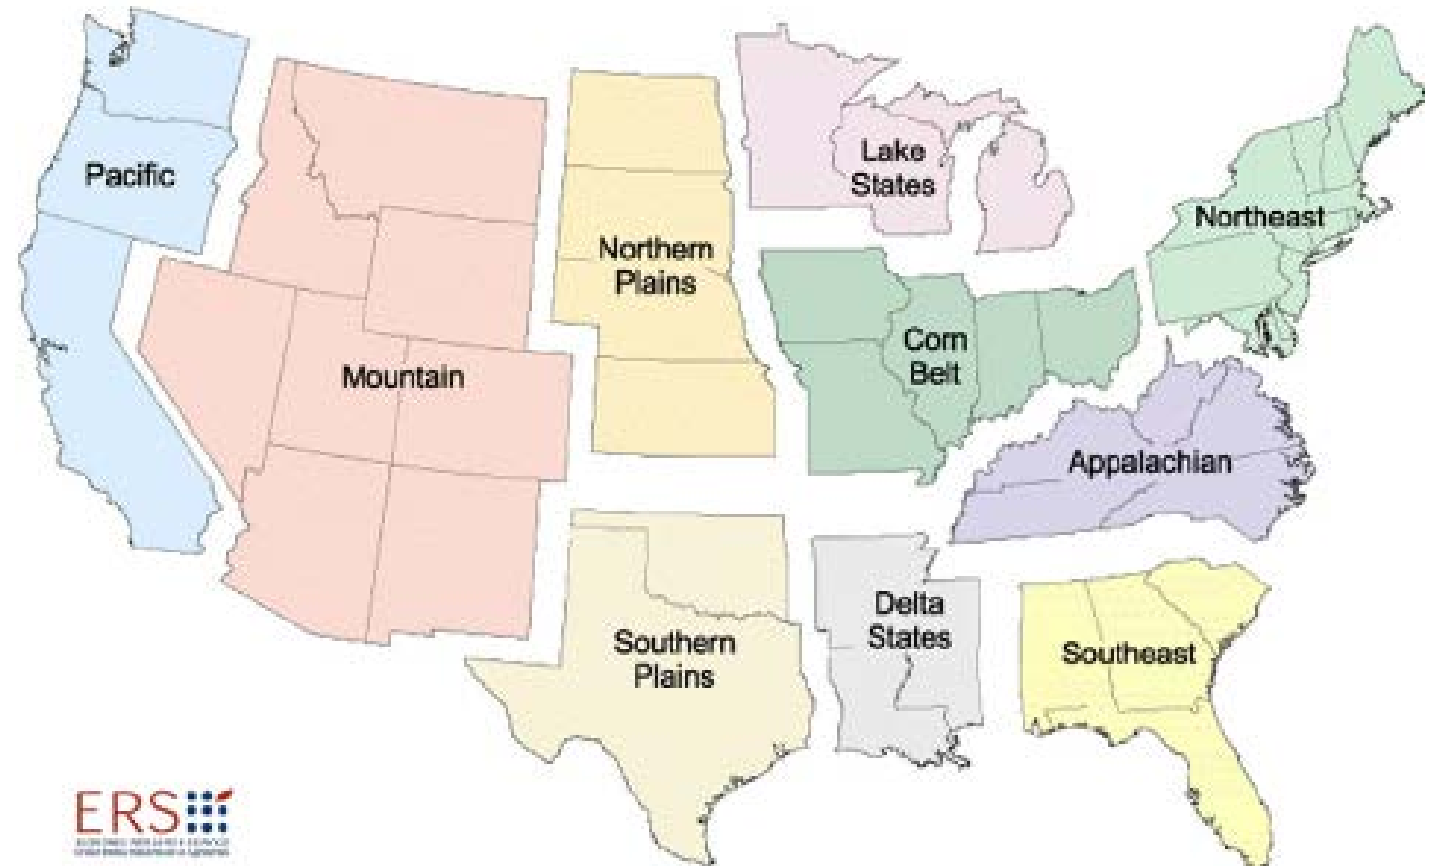 Pacific
Mountain
Northern
Plains
Lake
States
Corn
Belt
Northeast
Appalachian
Southern
Plains
Delta
States
Southeast
ERS